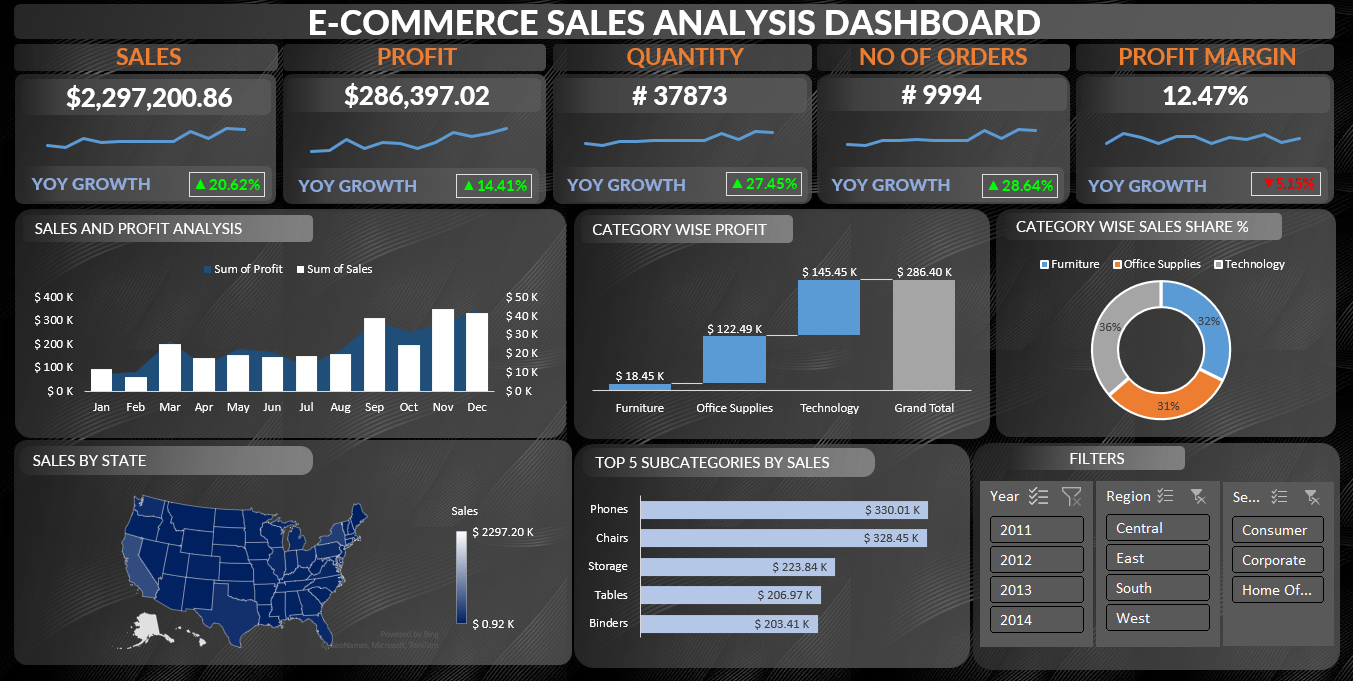 E-COMMERCE SALES ANALYSIS DASHBOARD
SALES
$2,297,200.86
YOY GROWTH
▲20.62%
PROFIT
$286,397.02
YOY GROWTH
▲14.41%
QUANTITY
# 37873
YOY GROWTH
▲27.45%
NO OF ORDERS
# 9994
YOY GROWTH
▲28.64%
PROFIT MARGIN
12.47%
YOY GROWTH
▼5.15%
SALES AND PROFIT ANALYSIS
Sum of Profit Sum of Sales
$ 400 K
$ 300 K
$ 200 K
$ 100 K
$ 0 K
$ 50 K
$ 40 K
$ 30 K
$ 20 K
$ 10 K
$ 0 K
Jan Feb Mar Apr May Jun Jul Aug Sep Oct Nov Dec
CATEGORY WISE PROFIT
$ 18.45 K
$ 122.49 K
$ 145.45 K
$ 286.40 K
Furniture Office Supplies Technology Grand Total
CATEGORY WISE SALES SHARE %
Furniture Office Supplies Technology
36%
32%
31%
SALES BY STATE
Sales
$ 2297.20 K
$ 0.92 K
Powered by Bing
© GeoNames, Microsoft, TomTom
TOP 5 SUBCATEGORIES BY SALES
Phones $ 330.01 K
Chairs $ 328.45 K
Storage $ 223.84 K
Tables $ 206.97 K
Binders $ 203.41 K
FILTERS
Year
2011
2012
2013
2014
Region
Central
East
South
West
Se...
Consumer
Corporate
Home Of...